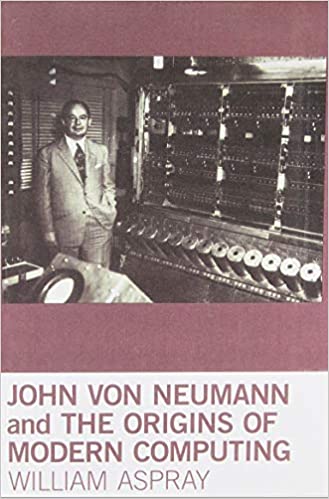 JOHN VON NEUMANN
and THE ORIGINS OF
MODERN COMPUTING
WILLIAM ASPRAY